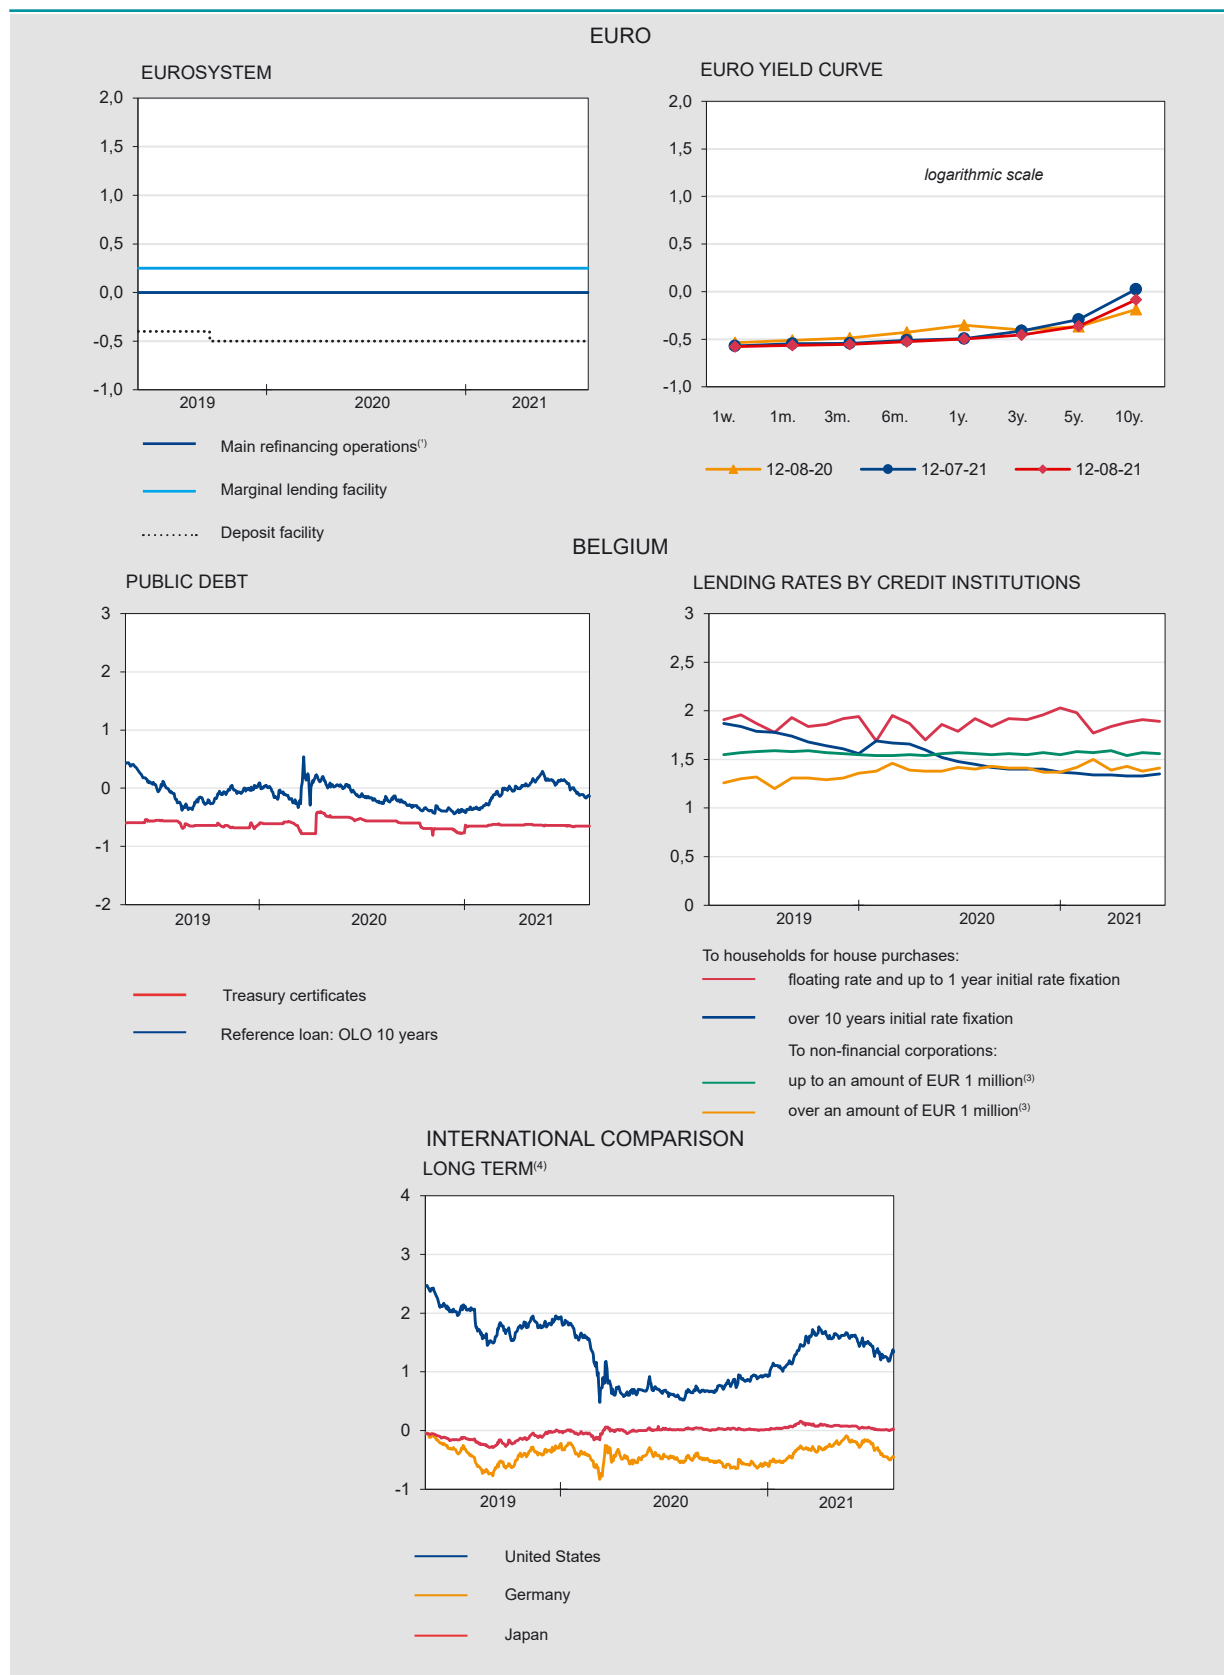 EURO
EUROSYSTEM
2,0
1,5
1,0
0,5
0,0
-0,5
-1,0
2019 2020 2021
Main refinancing operations(¹)
Marginal lending facility
Deposit facility
EURO YIELD CURVE
2,0
1,5
1,0
0,5
0,0
-0,5
-1,0
logarithmic scale
1w. 1m. 3m. 6m. 1y. 3y. 5y. 10y.
12-08-20 12-07-21 12-08-21
BELGIUM
PUBLIC DEBT
3
2
1
0
-1
-2
2019 2020 2021
Treasury certificates
Reference loan: OLO 10 years
LENDING RATES BY CREDIT INSTITUTIONS
3
2,5
2
1,5
1
0,5
0
2019 2020 2021
To households for house purchases:
floating rate and up to 1 year initial rate fixation
over 10 years initial rate fixation
To non-financial corporations:
up to an amount of EUR 1 million(3)
over an amount of EUR 1 million(3)
INTERNATIONAL COMPARISON
LONG TERM(4)
4
3
2
1
0
-1
2019 2020 2021
United States
Germany
Japan